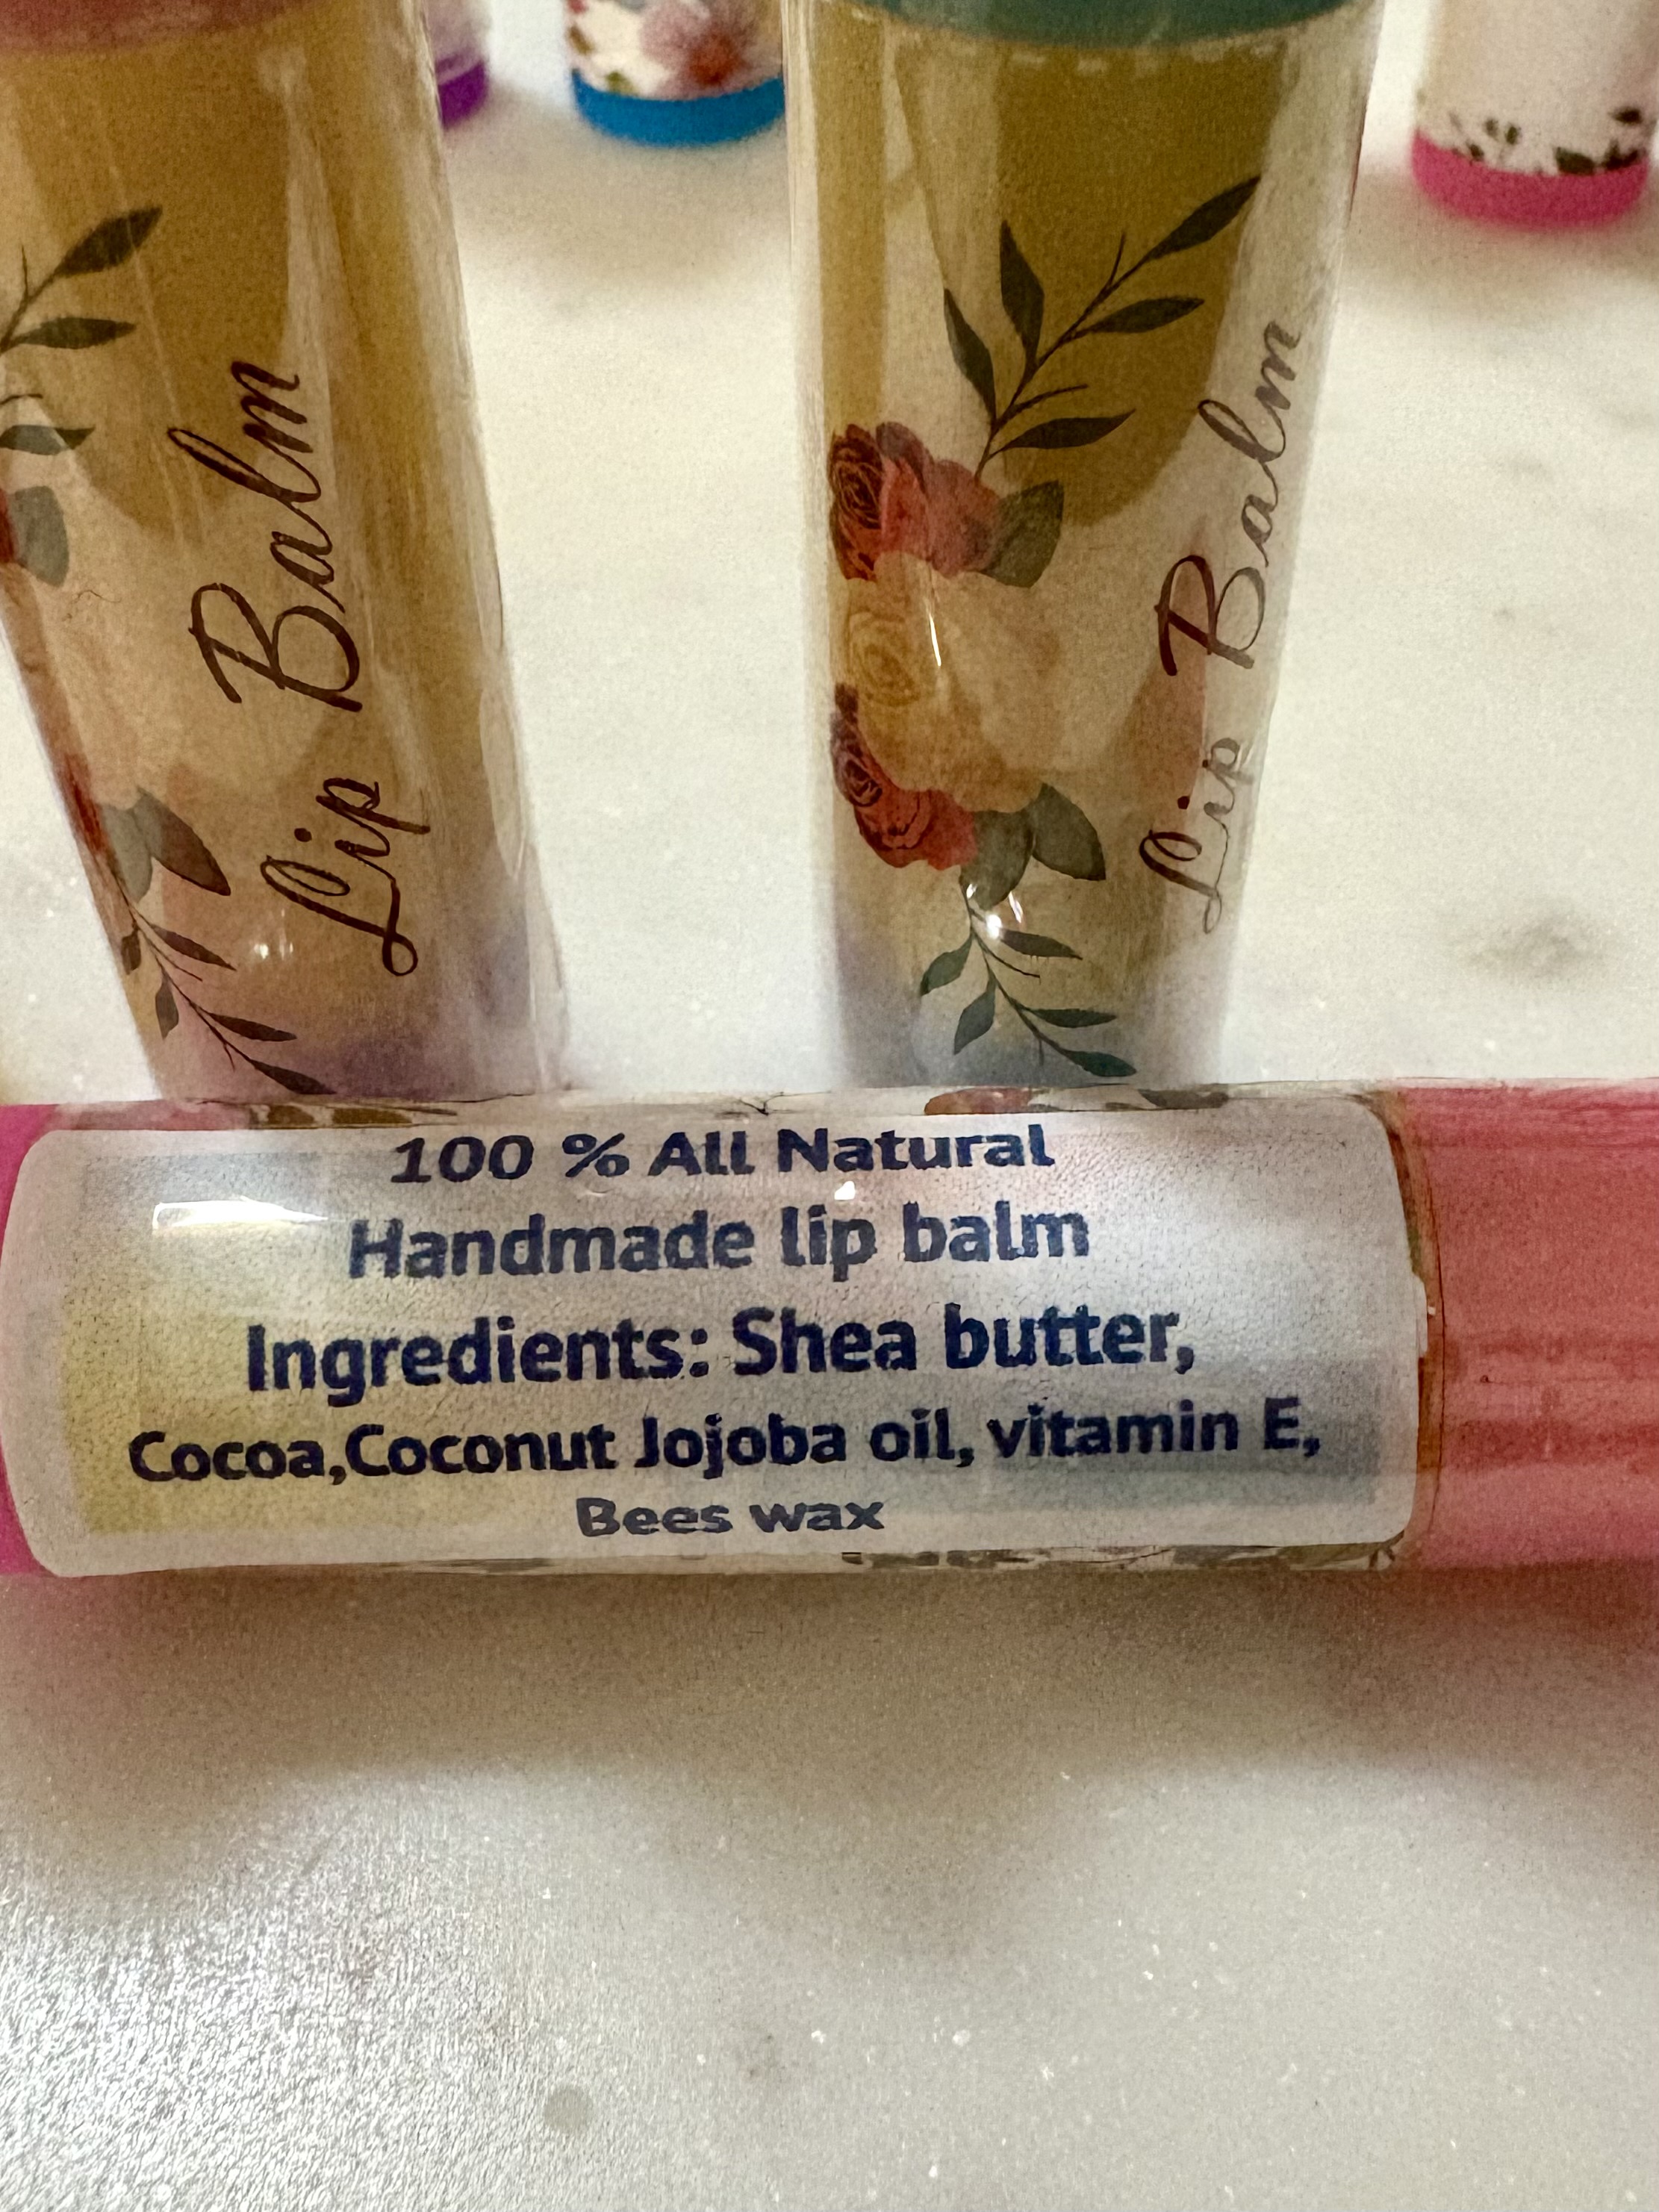 Lip Balm
Lip Balm
100 % All Natural
Handmade lip balm
Ingredients: Shea butter,
Cocoa,Coconut Jojoba oil, vitamin E,
Bees wax